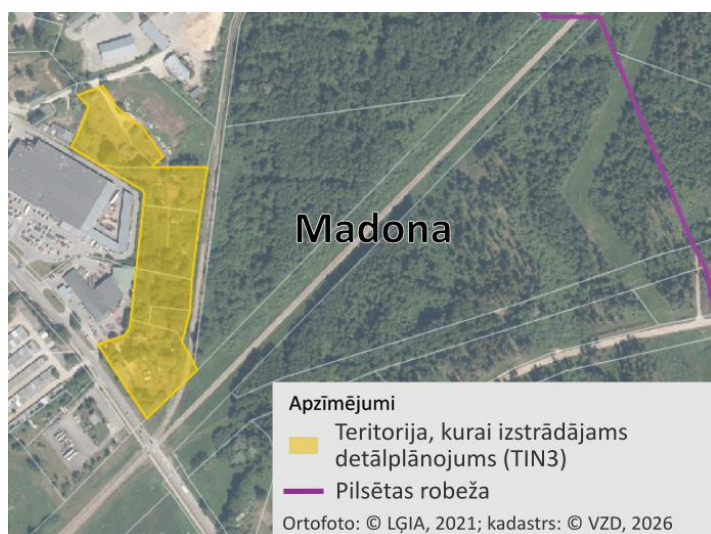 Madona
Apzīmējumi
Teritorija, kurai izstrādājams
detālplānojums (TIN3)
Pilsētas robeža
Ortofoto: © LĢIA, 2021; kadastrs: © VZD, 2026